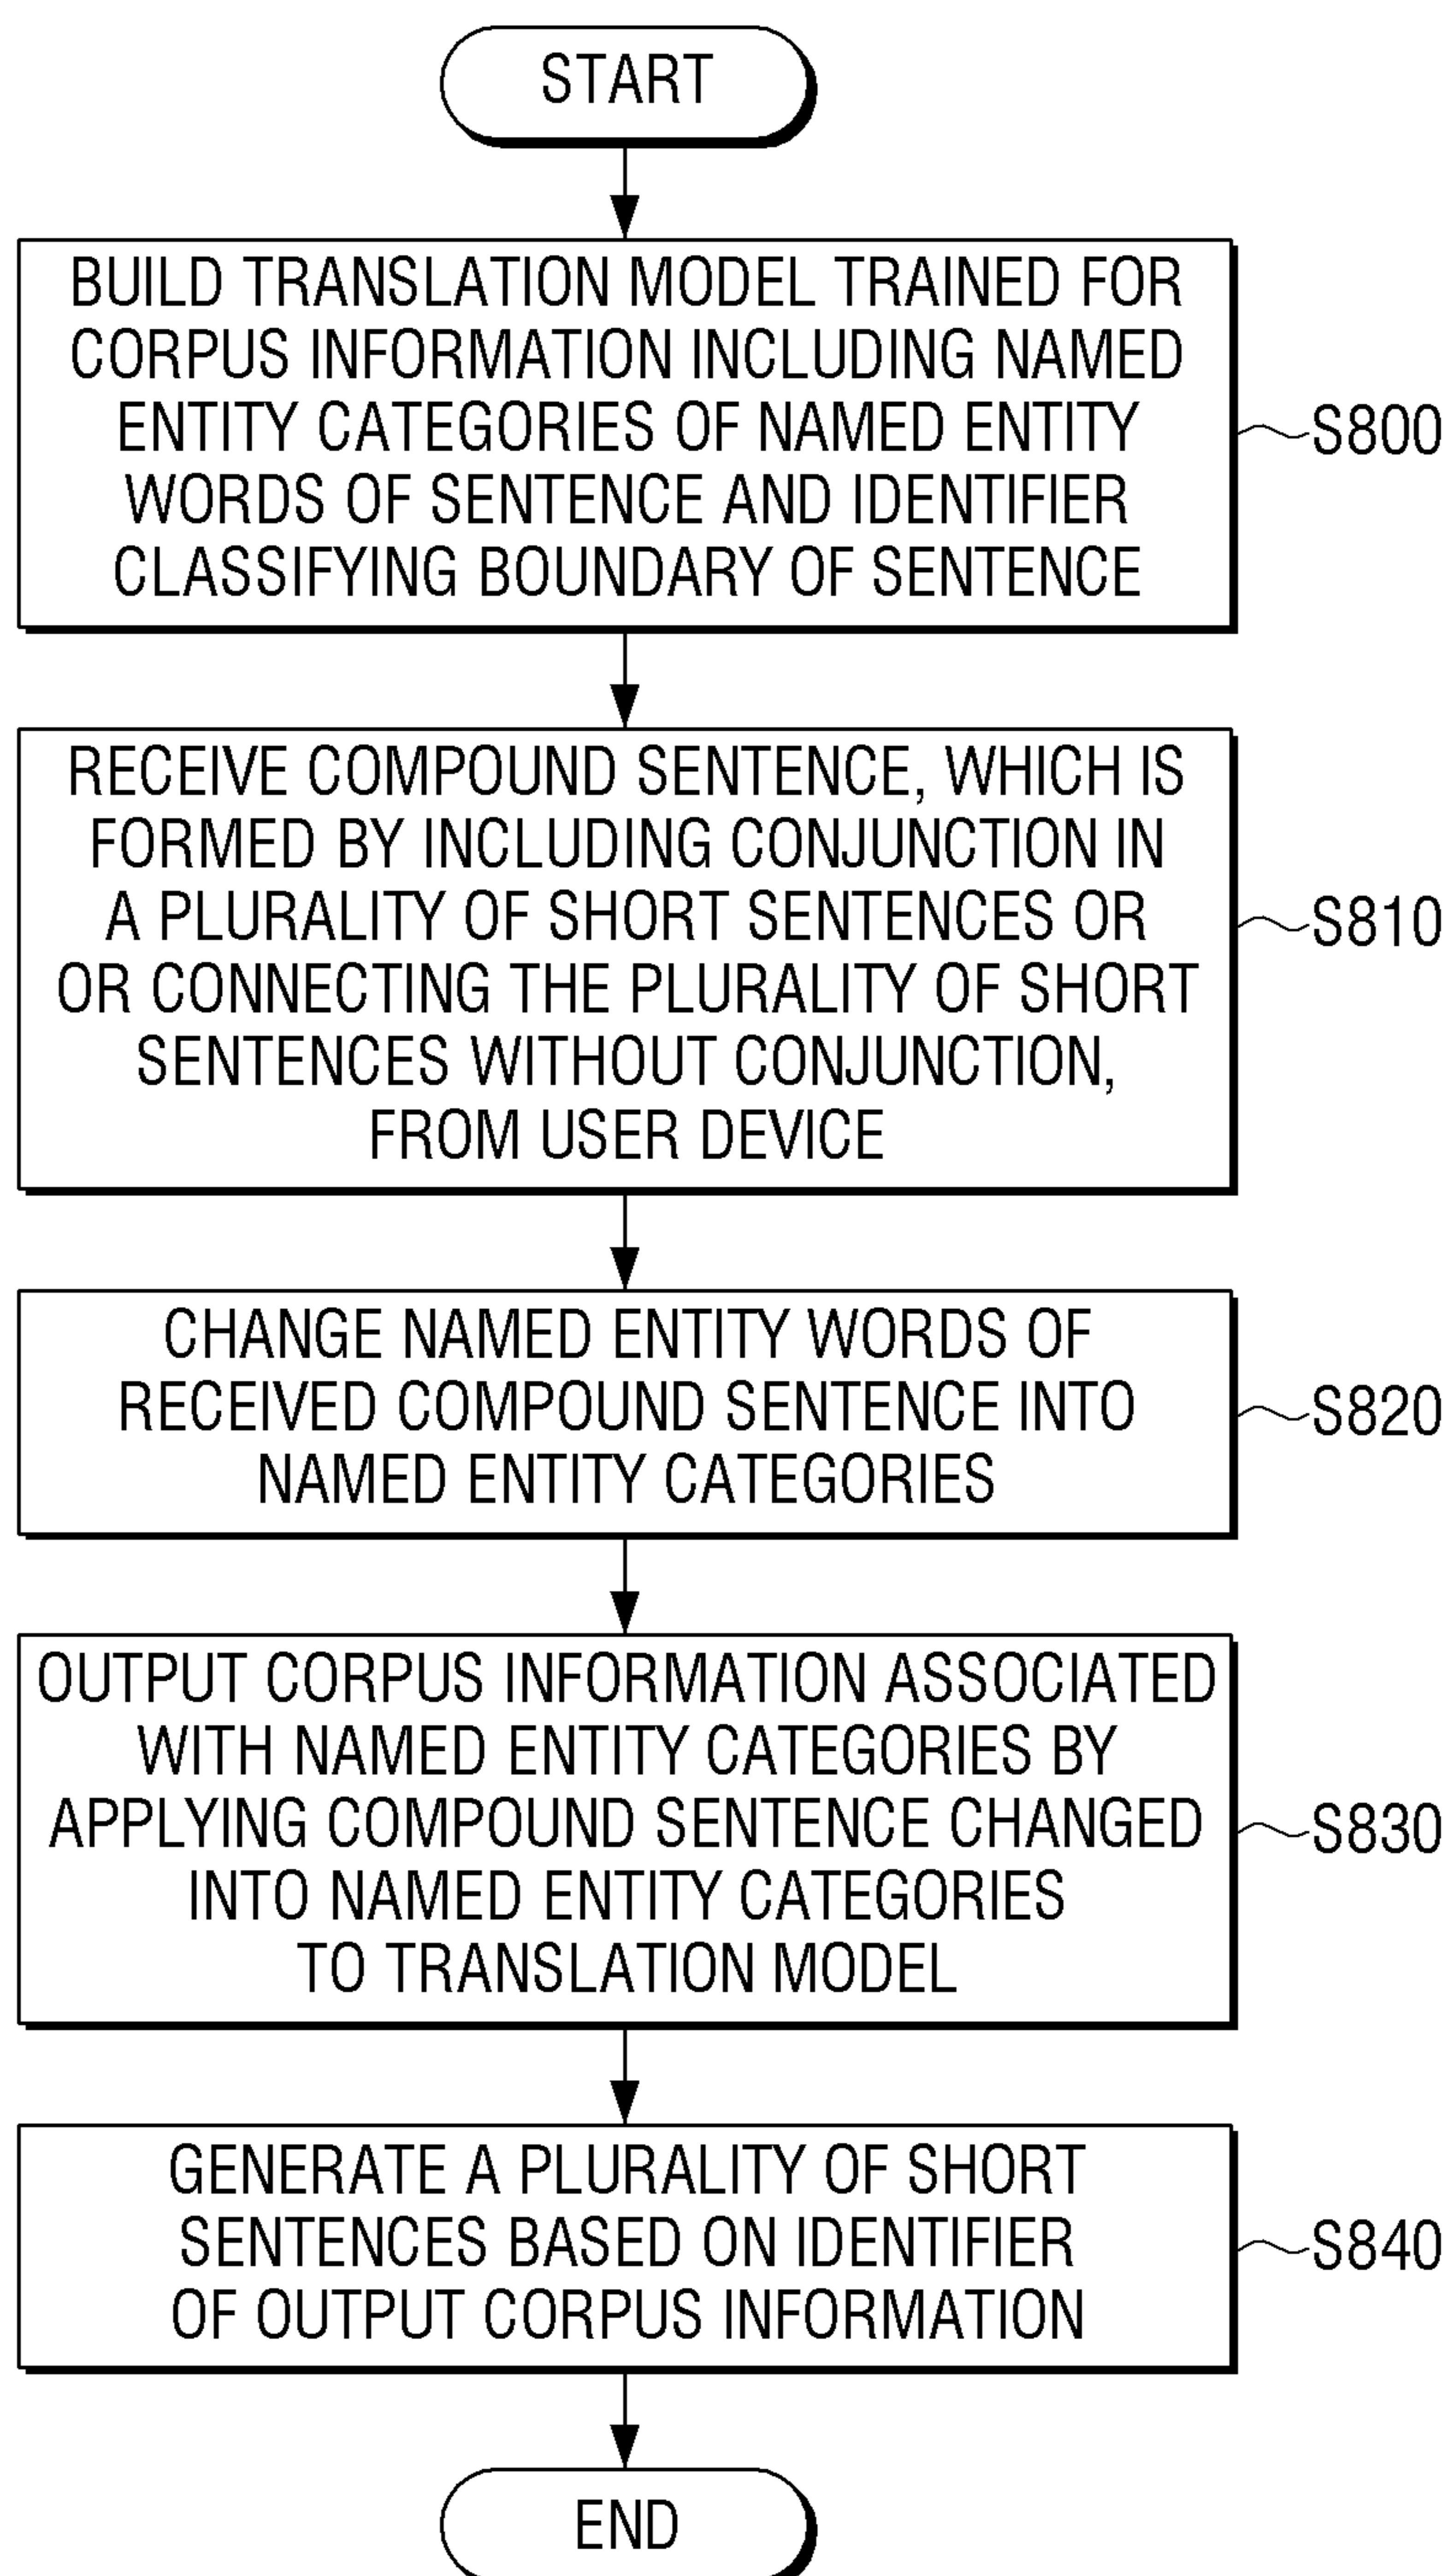 START
BUILD TRANSLATION MODEL TRAINED FOR
CORPUS INFORMATION INCLUDING NAMED
ENTITY CATEGORIES OF NAMED ENTITY
WORDS OF SENTENCE AND IDENTIFIER
CLASSIFYING BOUNDARY OF SENTENCE
S800
RECEIVE COMPOUND SENTENCE, WHICH IS
FORMED BY INCLUDING CONJUNCTION IN
A PLURALITY OF SHORT SENTENCES OR
OR CONNECTING THE PLURALITY OF SHORT
SENTENCES WITHOUT CONJUNCTION,
FROM USER DEVICE
S810
CHANGE NAMED ENTITY WORDS OF
RECEIVED COMPOUND SENTENCE INTO
NAMED ENTITY CATEGORIES
S820
OUTPUT CORPUS INFORMATION ASSOCIATED
WITH NAMED ENTITY CATEGORIES BY
APPLYING COMPOUND SENTENCE CHANGED
INTO NAMED ENTITY CATEGORIES
TO TRANSLATION MODEL
S830
GENERATE A PLURALITY OF SHORT
SENTENCES BASED ON IDENTIFIER
OF OUTPUT CORPUS INFORMATION
S840
END